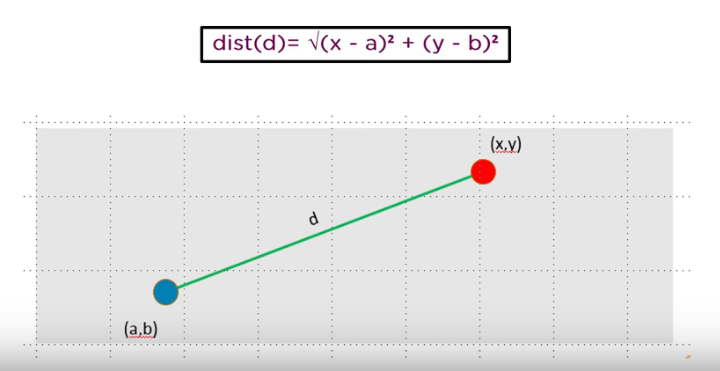 dist(d)= √(x - a)² + (y - b)²
(x,y)
d
(a,b)